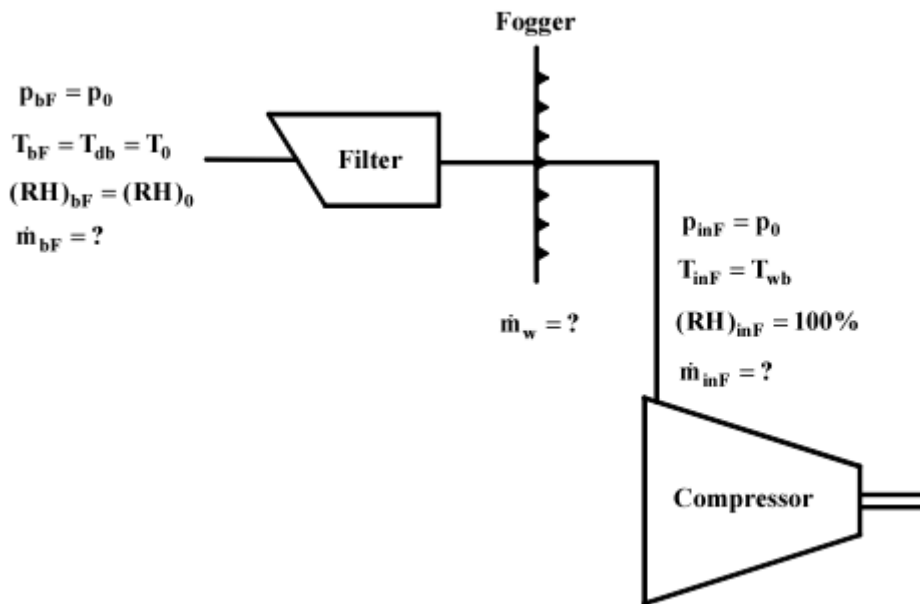 Fogger
p_bF = p_0
T_bF = T_db = T_0
(RH)_bF = (RH)_0
ṁ_bF = ?
Filter
ṁ_w = ?
p_inF = p_0
T_inF = T_wb
(RH)_inF = 100%
ṁ_inF = ?
Compressor